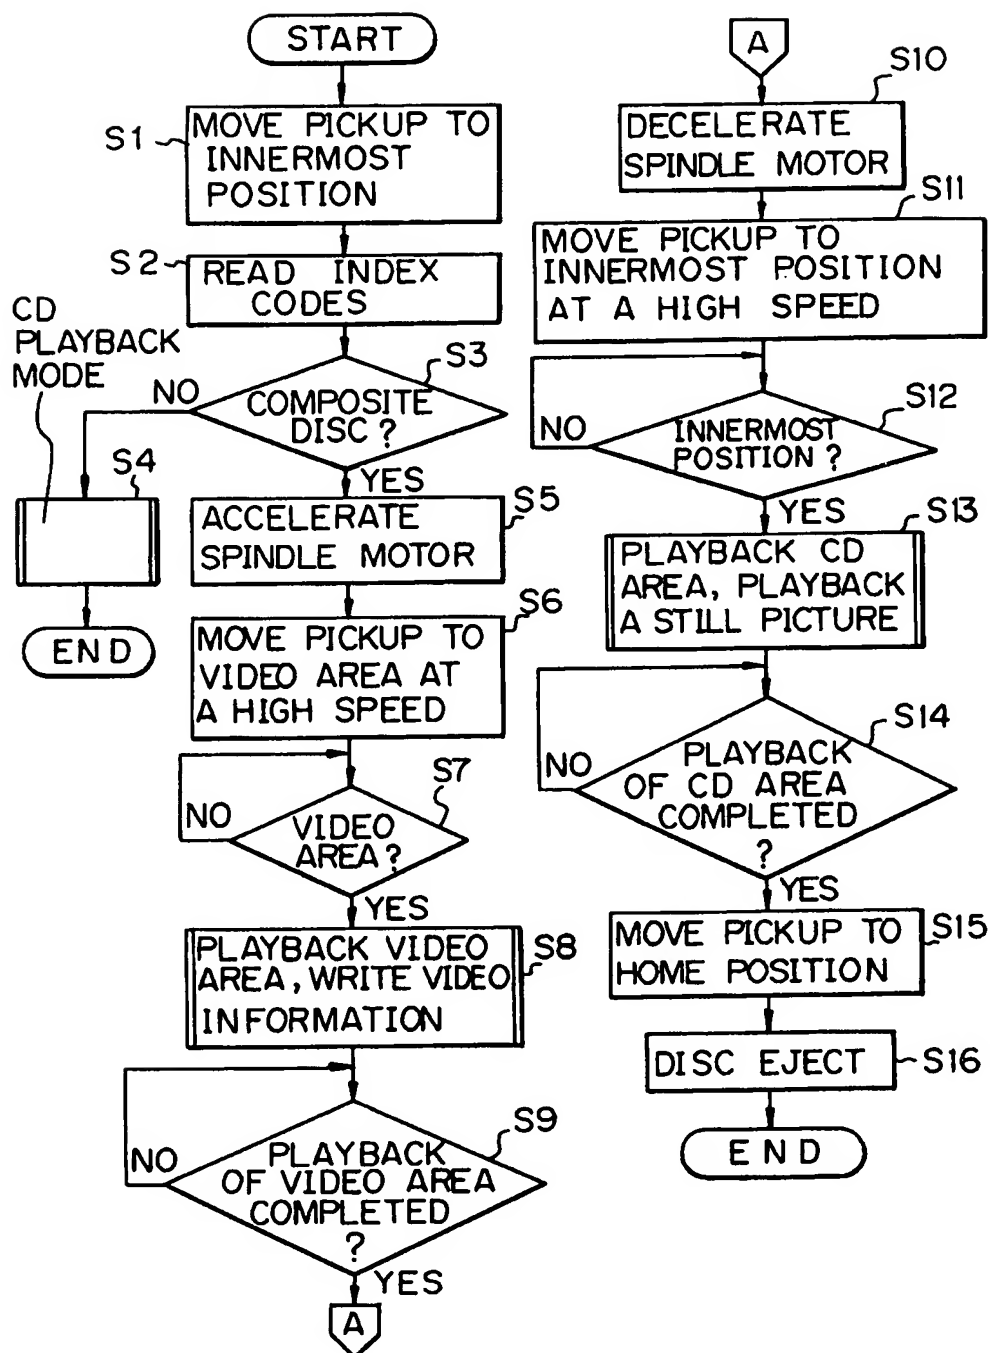 START
S1
MOVE PICKUP TO
INNERMOST
POSITION
S2
READ INDEX
CODES
CD
PLAYBACK
MODE
S3
NO
COMPOSITE
DISC?
YES
S4
END
S5
ACCELERATE
SPINDLE MOTOR
S6
MOVE PICKUP TO
VIDEO AREA AT
A HIGH SPEED
S7
NO
VIDEO
AREA?
YES
S8
PLAYBACK VIDEO
AREA, WRITE VIDEO
INFORMATION
S9
NO
PLAYBACK
OF VIDEO AREA
COMPLETED
?
YES
A
A
S10
DECELERATE
SPINDLE MOTOR
S11
MOVE PICKUP TO
INNERMOST POSITION
AT A HIGH SPEED
S12
NO
INNERMOST
POSITION?
YES
S13
PLAYBACK CD
AREA, PLAYBACK
A STILL PICTURE
S14
NO
PLAYBACK
OF CD AREA
COMPLETED
?
YES
S15
MOVE PICKUP TO
HOME POSITION
DISC EJECT
S16
END